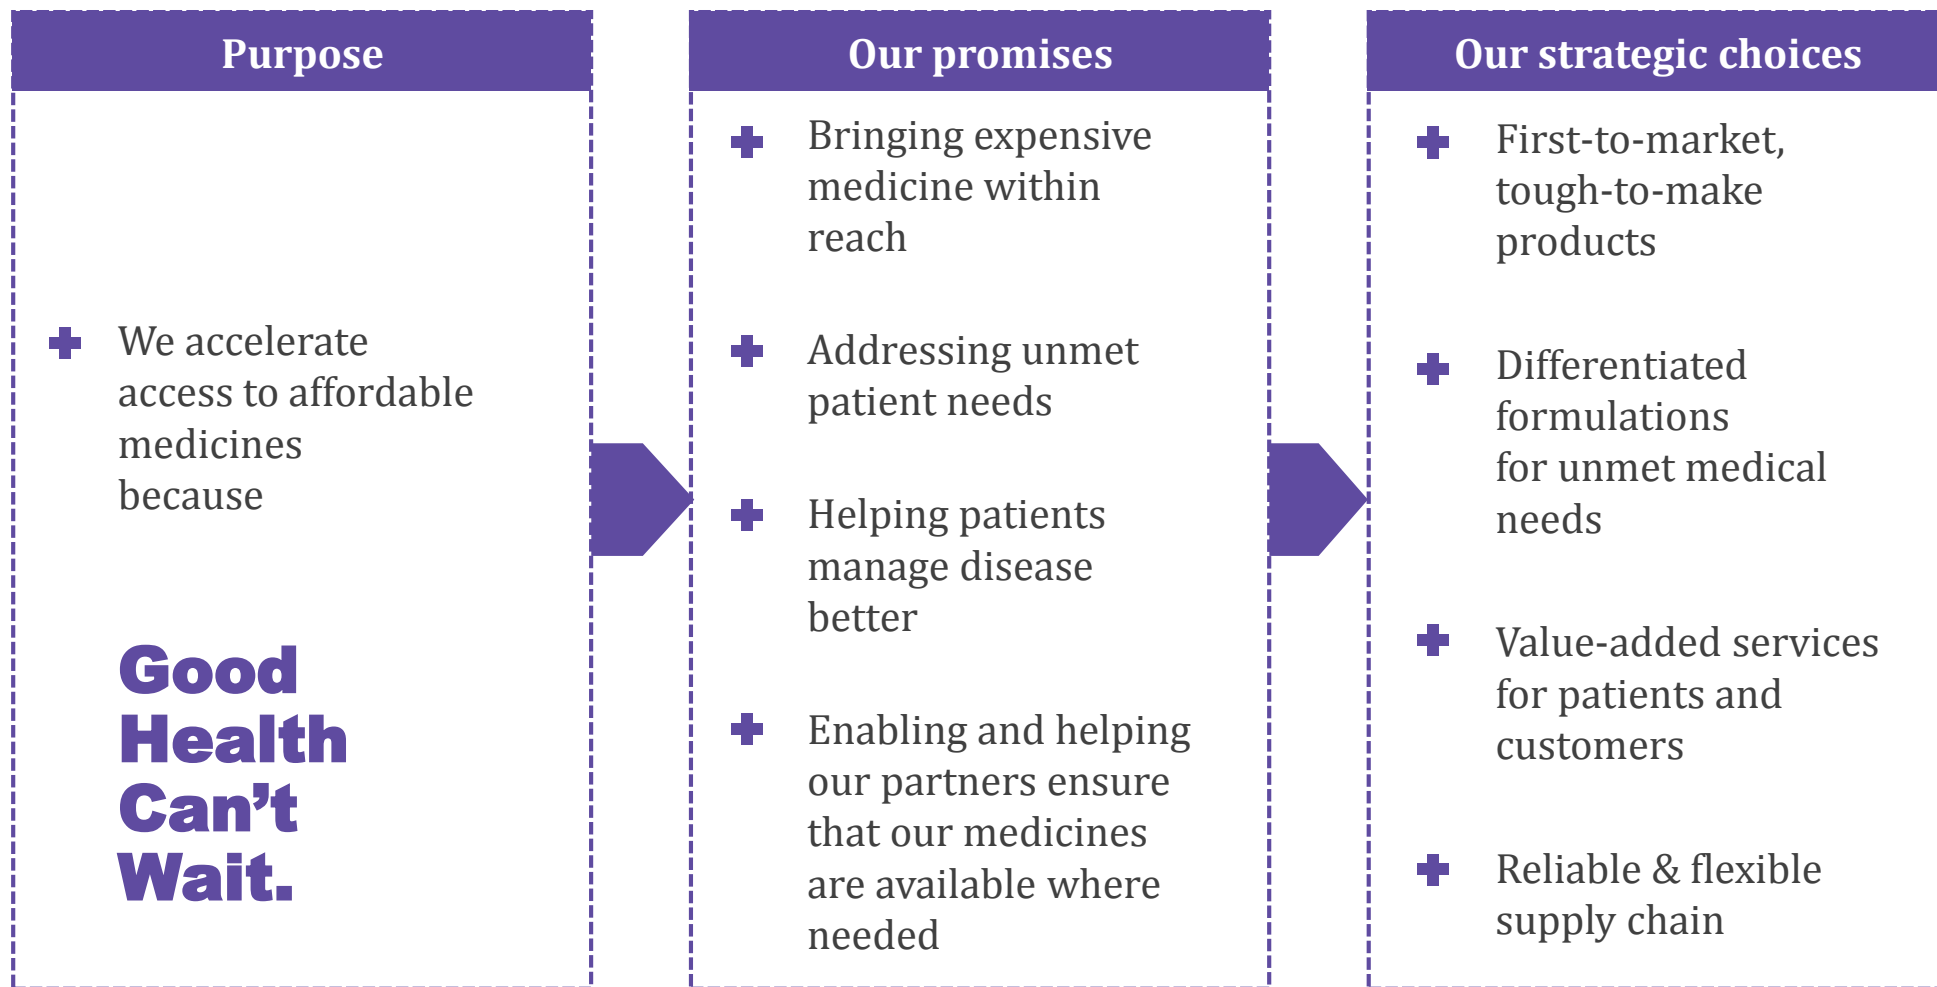 Purpose
We accelerate
access to affordable
medicines
because
Good
Health
Can’t
Wait.
Our promises
Bringing expensive
medicine within
reach
Addressing unmet
patient needs
Helping patients
manage disease
better
Enabling and helping
our partners ensure
that our medicines
are available where
needed
Our strategic choices
First-to-market,
tough-to-make
products
Differentiated
formulations
for unmet medical
needs
Value-added services
for patients and
customers
Reliable & flexible
supply chain